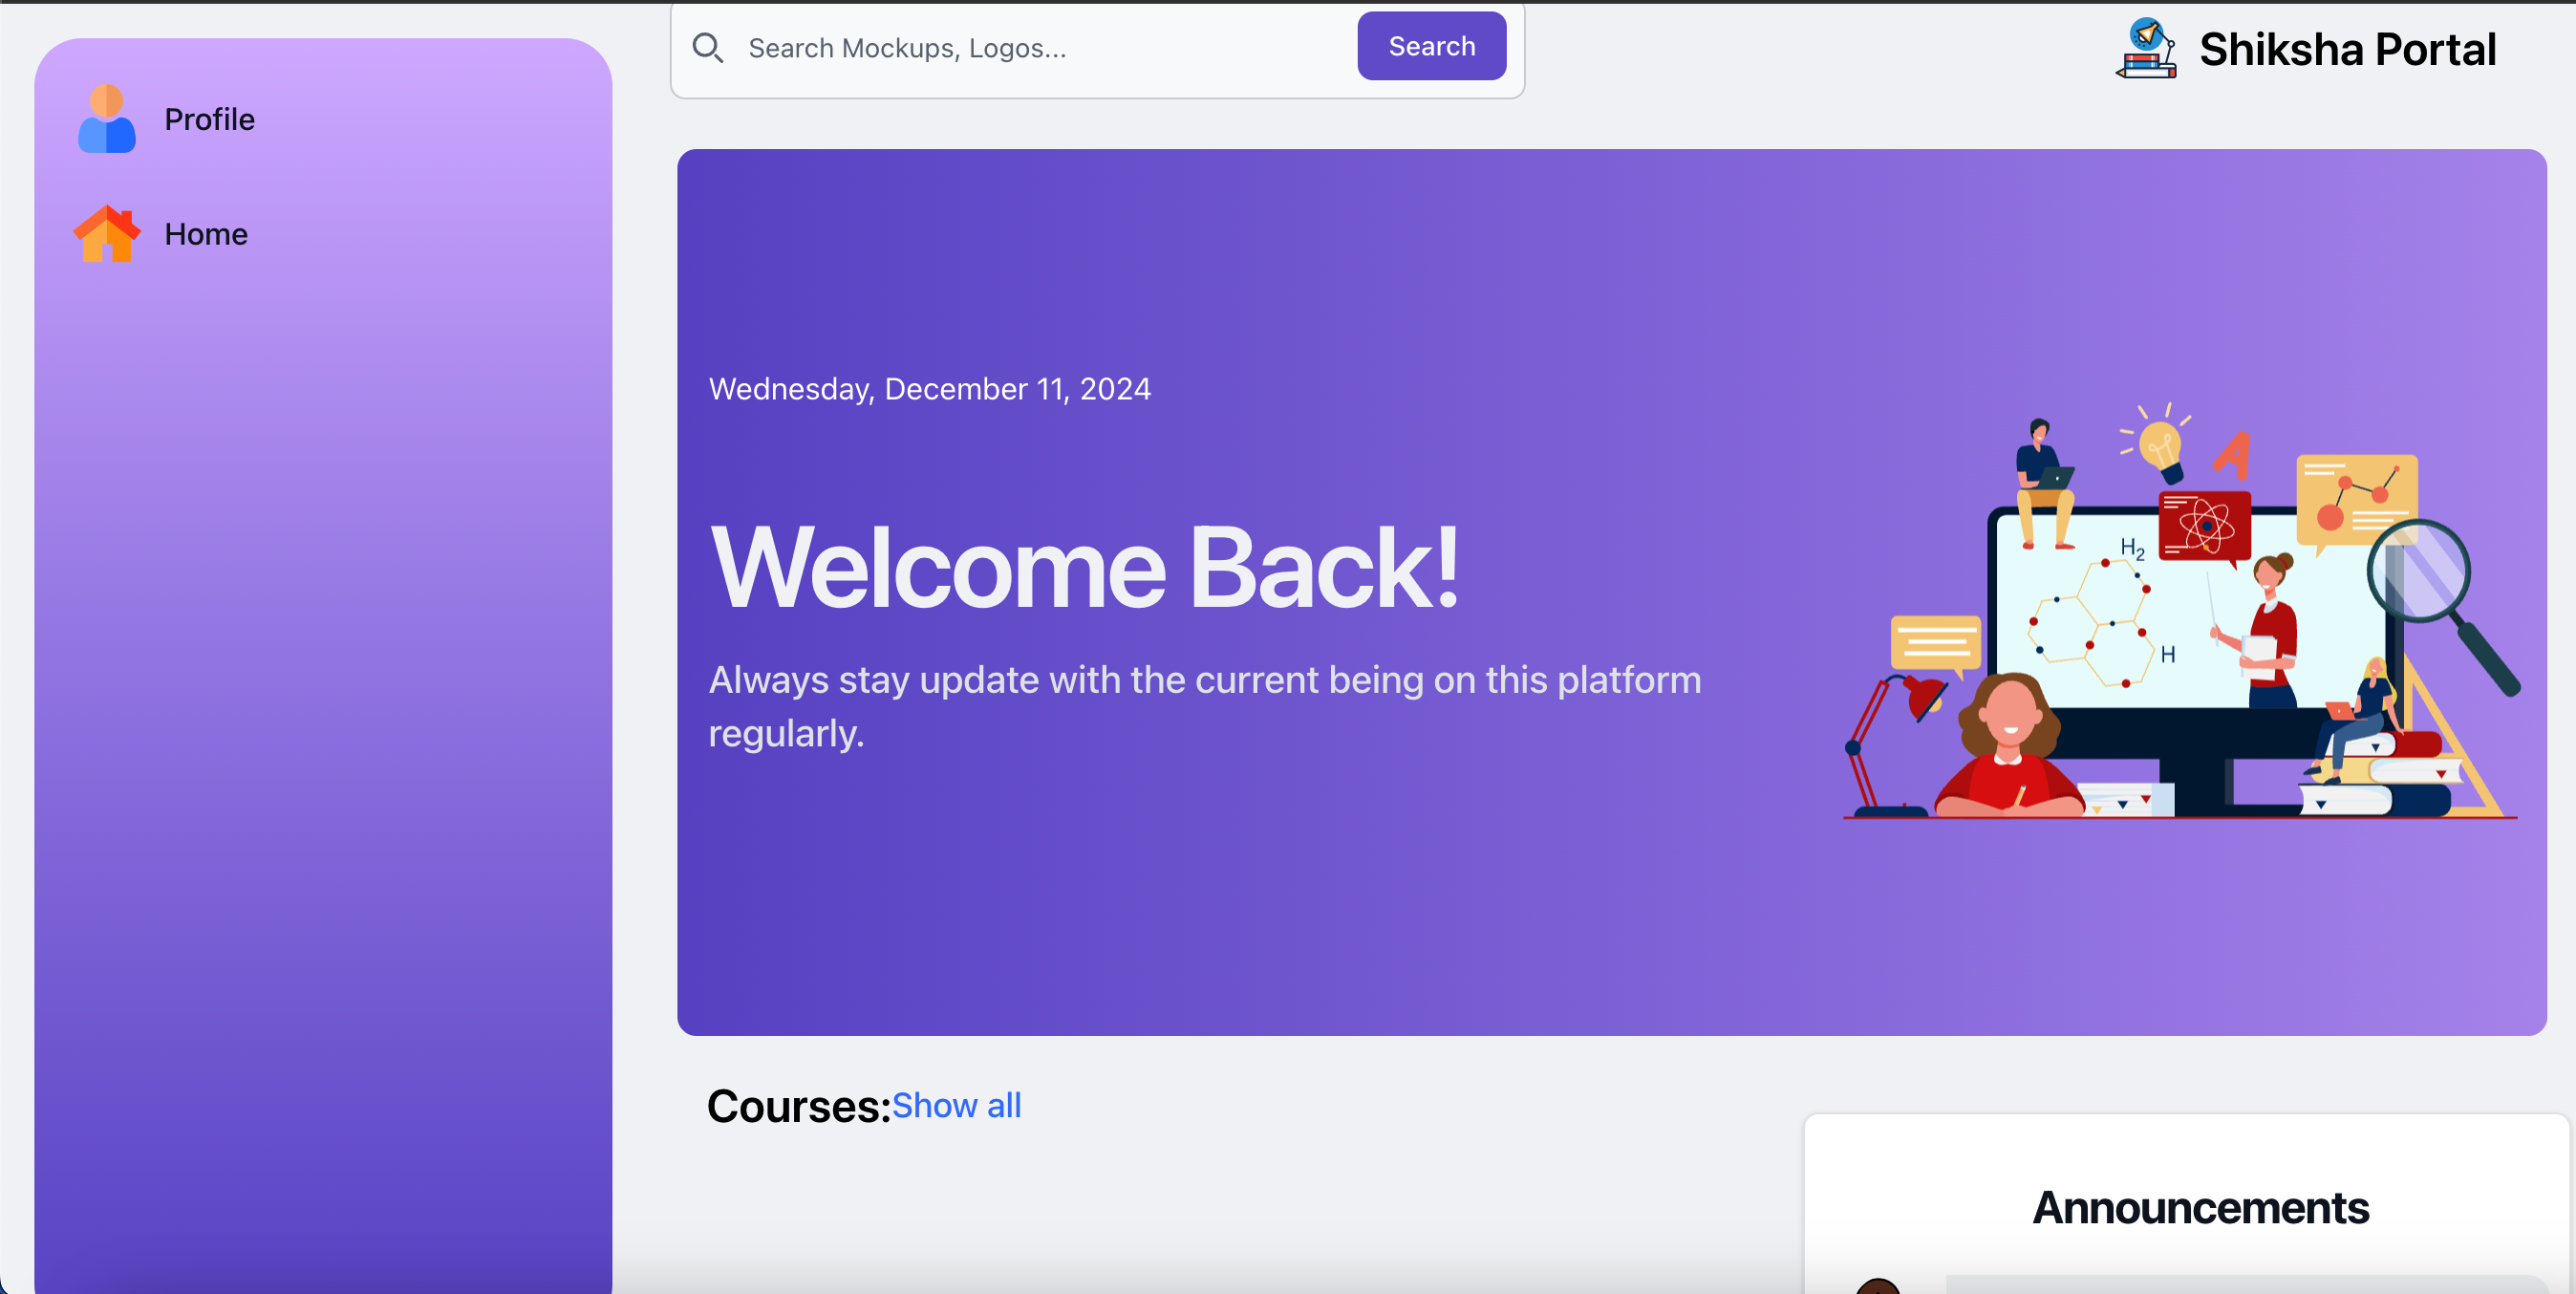 Search Mockups, Logos...
Search
Shiksha Portal
Profile
Home
Wednesday, December 11, 2024
Welcome Back!
Always stay update with the current being on this platform
regularly.
A
H2
H
Courses:Show all
Announcements